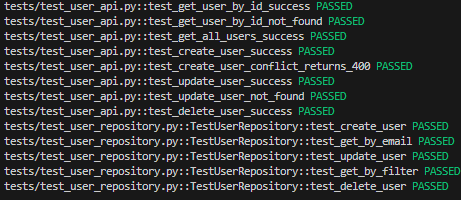 tests/test_user_api.py::test_get_user_by_id_success PASSED
tests/test_user_api.py::test_get_user_by_id_not_found PASSED
tests/test_user_api.py::test_get_all_users_success PASSED
tests/test_user_api.py::test_create_user_success PASSED
tests/test_user_api.py::test_create_user_conflict_returns_400 PASSED
tests/test_user_api.py::test_update_user_success PASSED
tests/test_user_api.py::test_update_user_not_found PASSED
tests/test_user_api.py::test_delete_user_success PASSED
tests/test_user_repository.py::TestUserRepository::test_create_user PASSED
tests/test_user_repository.py::TestUserRepository::test_get_by_email PASSED
tests/test_user_repository.py::TestUserRepository::test_update_user PASSED
tests/test_user_repository.py::TestUserRepository::test_get_by_filter PASSED
tests/test_user_repository.py::TestUserRepository::test_delete_user PASSED